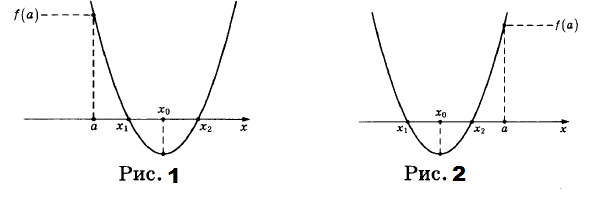 f(a)
x₀
a x₁ x₂ x
Рис. 1
f(a)
x₀
x₁ x₂ a x
Рис. 2